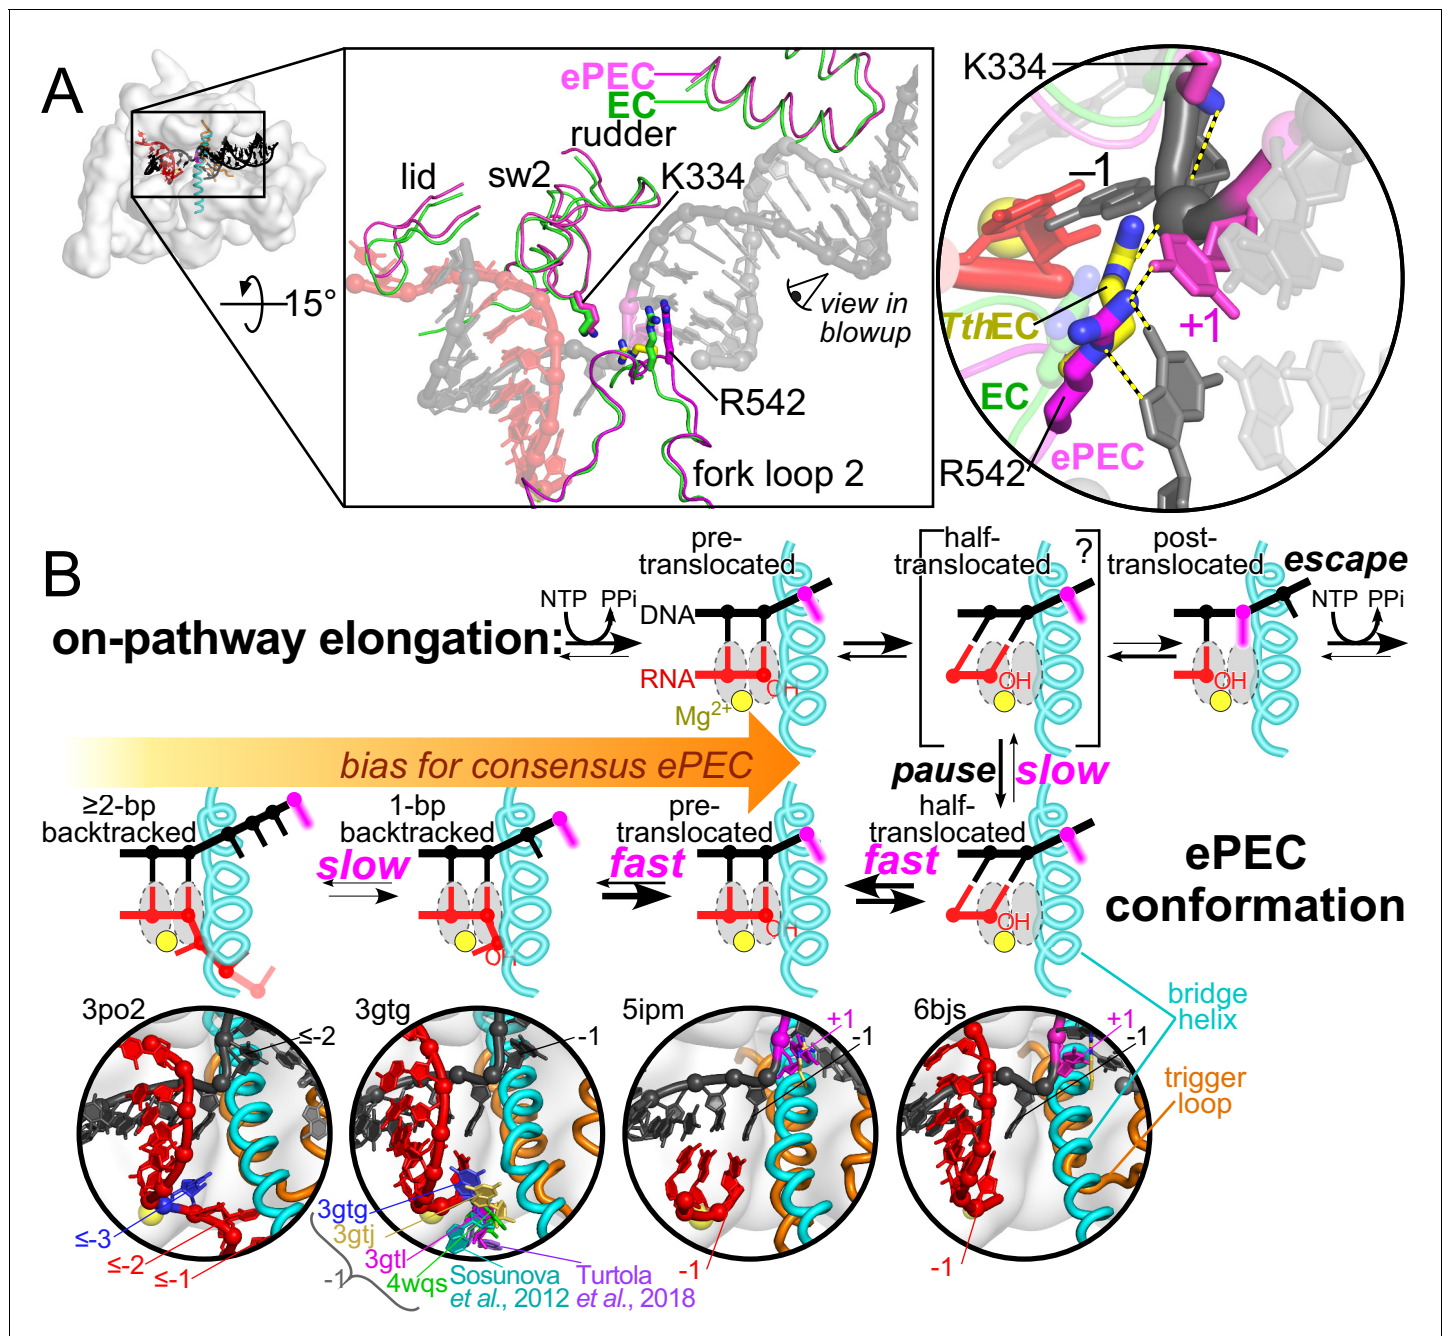 A
15°
ePEC
EC
rudder
lid
sw2
K334
view in
blowup
R542
fork loop 2
K334
–1
TthEC
+1
EC
ePEC
R542
B
on-pathway elongation:
NTP PPi
pre-
translocated
DNA
RNA
OH
Mg2+
half-
translocated
?
OH
post-
translocated
OH
escape
NTP PPi
bias for consensus ePEC
pause
slow
≥2-bp
backtracked
slow
1-bp
backtracked
OH
fast
pre-
translocated
OH
fast
half-
translocated
OH
ePEC
conformation
bridge
helix
trigger
loop
3po2
≤-2
≤-3
≤-2
≤-1
3gtg
-1
3gtg
3gtj
3gtl
4wqs
-1
Sosunova
et al., 2012
Turtola
et al., 2018
5ipm
+1
-1
-1
6bjs
+1
-1
-1